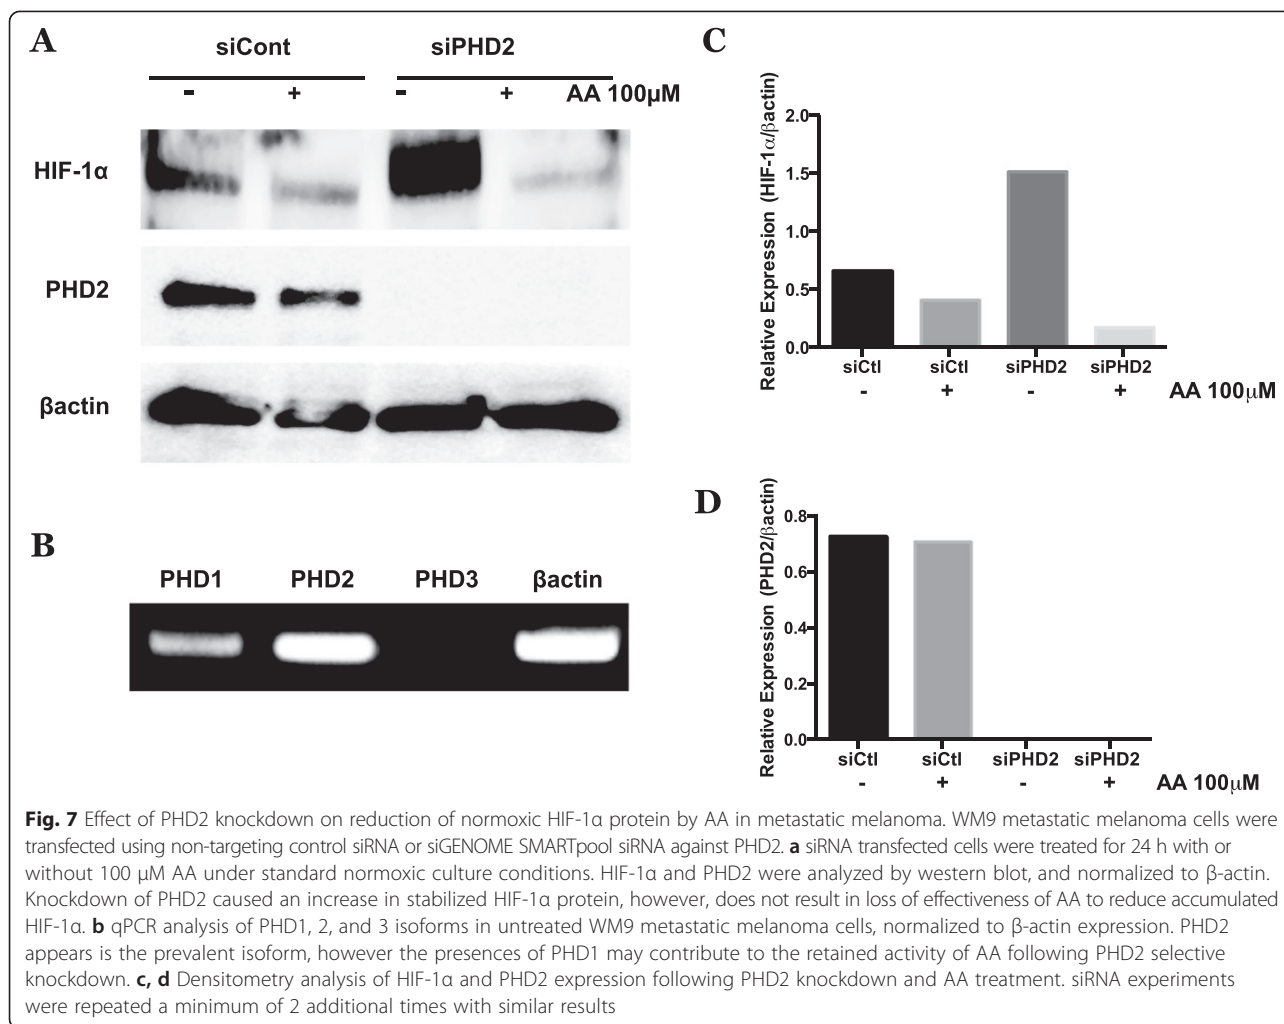 A
siCont siPHD2
- + - + AA 100µM
HIF-1α
PHD2
βactin
B
PHD1 PHD2 PHD3 βactin
C
Relative Expression (HIF-1α/βactin)
2.0
1.5
1.0
0.5
0.0
siCtl siCtl siPHD2 siPHD2
- + - + AA 100µM
D
Relative Expression (PHD2/βactin)
0.8
0.6
0.4
0.2
0.0
siCtl siCtl siPHD2 siPHD2
- + - + AA 100µM
Fig. 7 Effect of PHD2 knockdown on reduction of normoxic HIF-1α protein by AA in metastatic melanoma. WM9 metastatic melanoma cells were
transfected using non-targeting control siRNA or siGENOME SMARTpool siRNA against PHD2. a siRNA transfected cells were treated for 24 h with or
without 100 µM AA under standard normoxic culture conditions. HIF-1α and PHD2 were analyzed by western blot, and normalized to β-actin.
Knockdown of PHD2 caused an increase in stabilized HIF-1α protein, however, does not result in loss of effectiveness of AA to reduce accumulated
HIF-1α. b qPCR analysis of PHD1, 2, and 3 isoforms in untreated WM9 metastatic melanoma cells, normalized to β-actin expression. PHD2
appears is the prevalent isoform, however the presences of PHD1 may contribute to the retained activity of AA following PHD2 selective
knockdown. c, d Densitometry analysis of HIF-1α and PHD2 expression following PHD2 knockdown and AA treatment. siRNA experiments
were repeated a minimum of 2 additional times with similar results